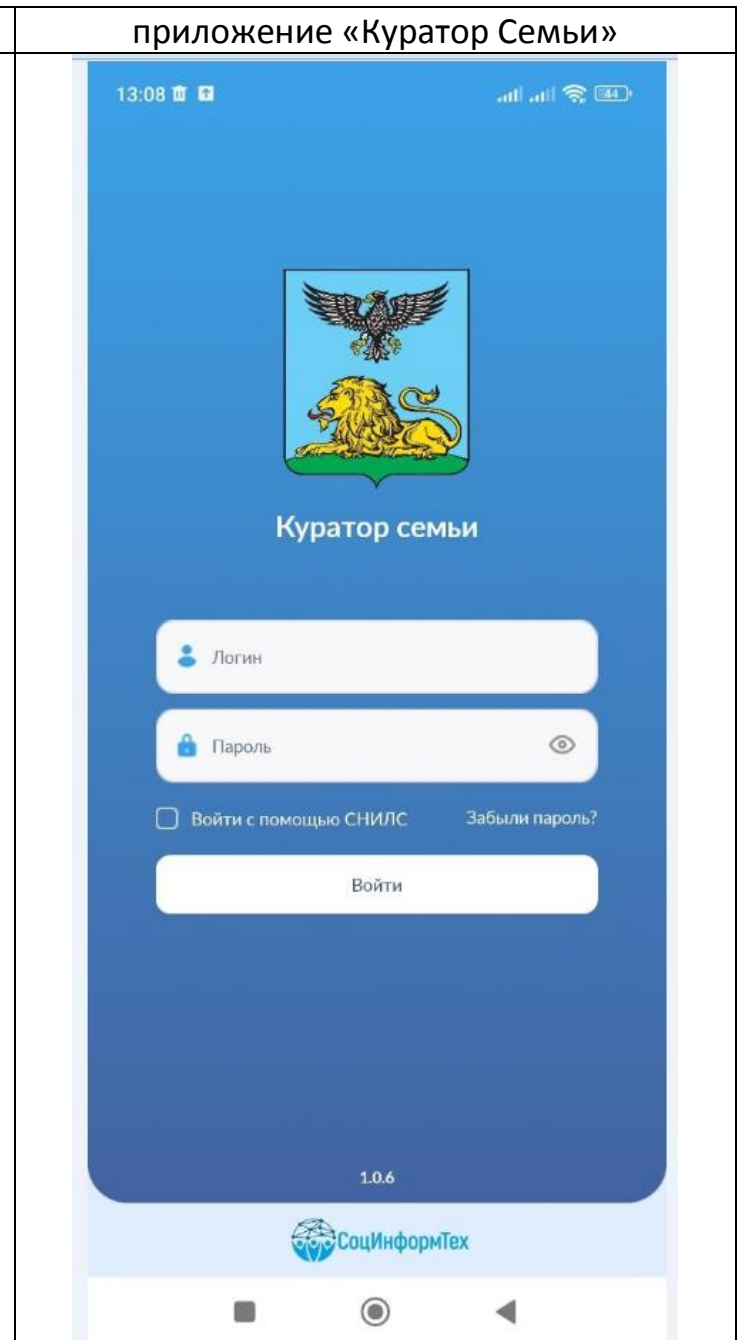 приложение «Куратор Семьи»
13:08
44
Куратор семьи
Логин
Пароль
Войти с помощью СНИЛС Забыли пароль?
Войти
1.0.6
СоцИнформТех